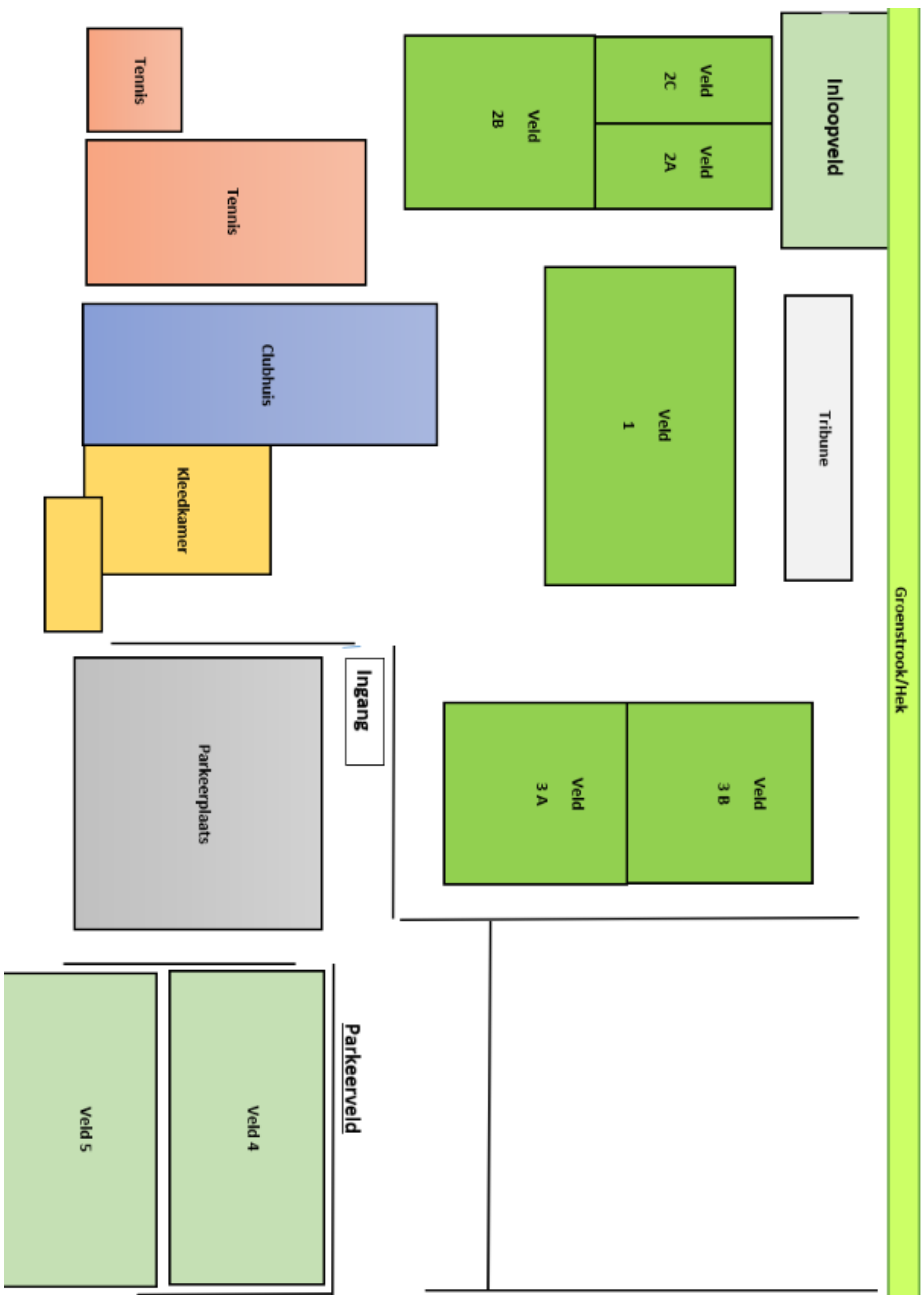 Groenstrook/Hek
Inloopveld
Tribune
Veld
2C
Veld
2A
Veld
3 B
Veld
1
Veld
2B
Veld
3 A
Ingang
Parkeerveld
Tennis
Tennis
Clubhuis
Kleedkamer
Parkeerplaats
Veld 4
Veld 5